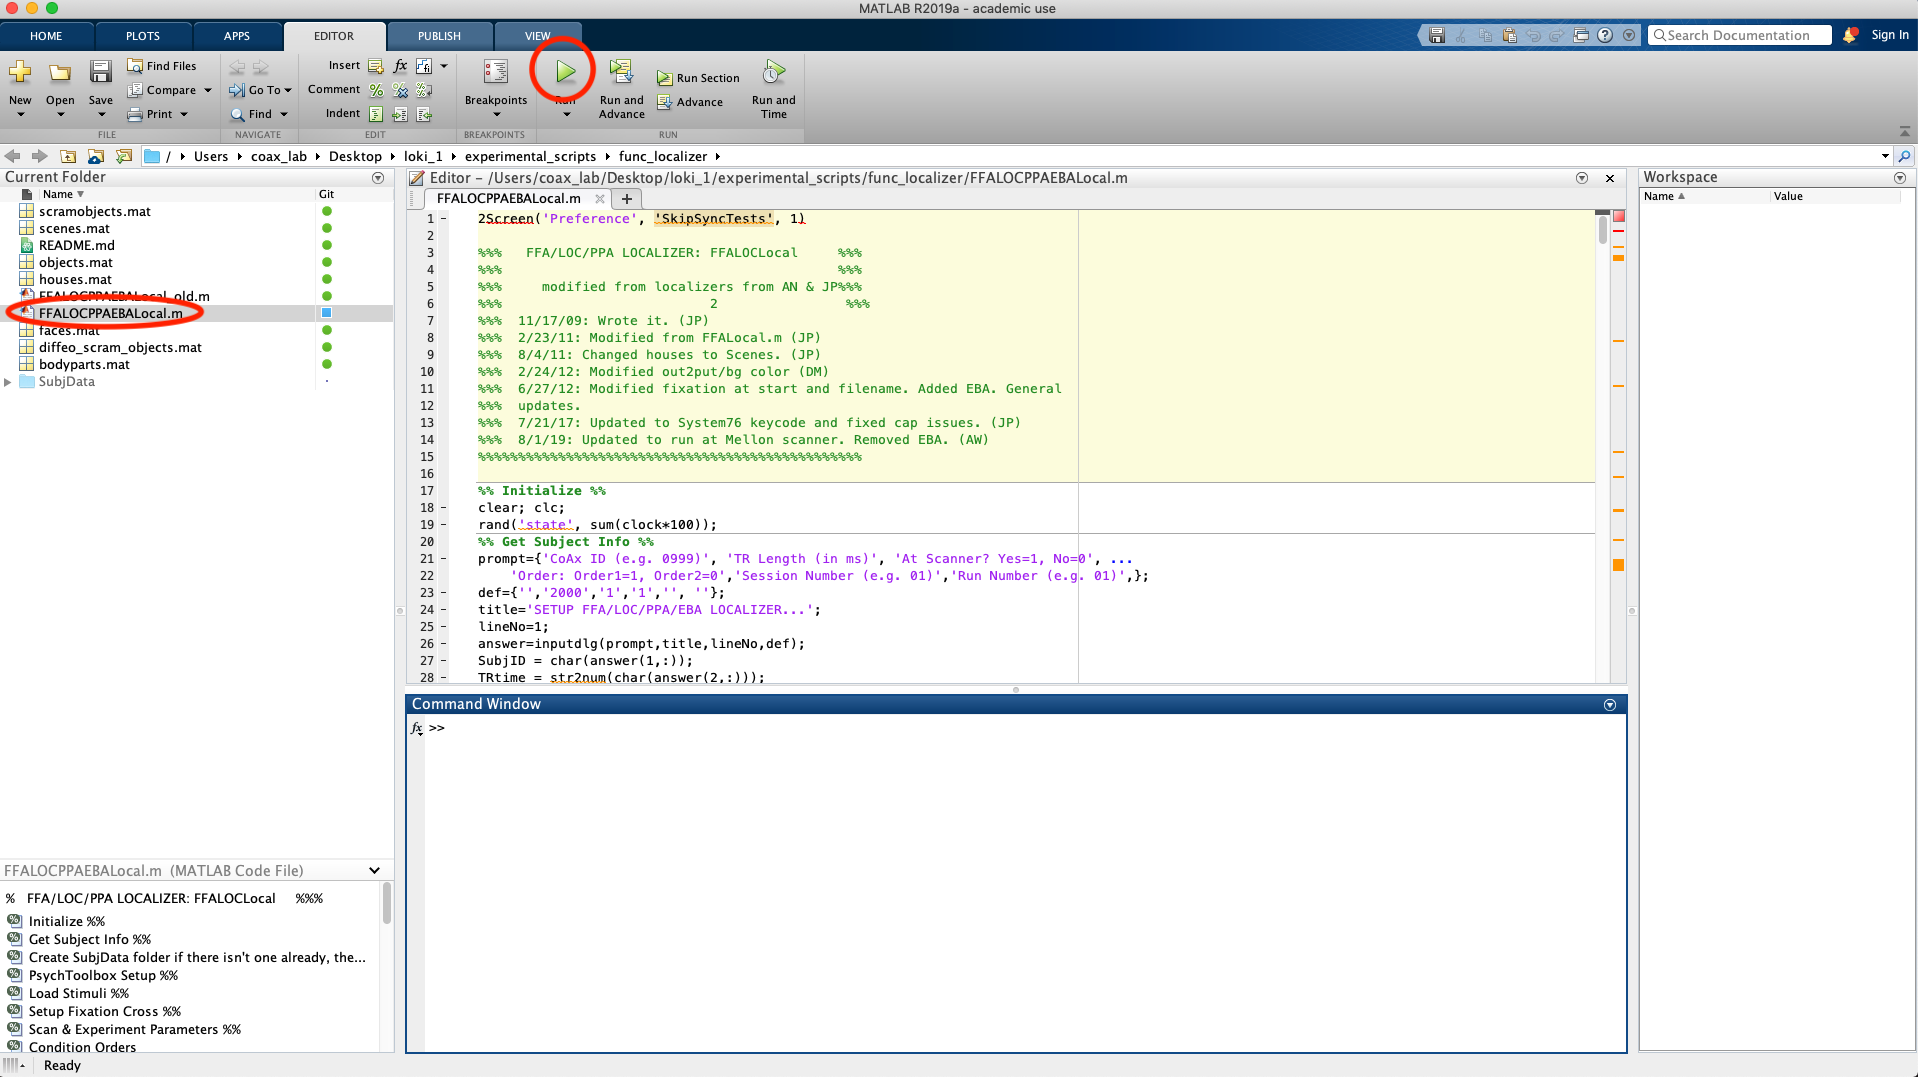 MATLAB R2019a - academic use
HOME PLOTS APPS EDITOR PUBLISH VIEW
Search Documentation Sign In
New Open Save Find Files Compare Print
Go To Find
Insert fx Comment Indent
Breakpoints Run Run and Advance Run Section Advance Run and Time
FILE NAVIGATE EDIT BREAKPOINTS RUN
/ Users coax_lab Desktop loki_1 experimental_scripts func_localizer
Current Folder
Name Git
scramobjects.mat
scenes.mat
README.md
objects.mat
houses.mat
FFALOCPPAEBALocal_old.m
FFALOCPPAEBALocal.m
faces.mat
diffeo_scram_objects.mat
bodyparts.mat
SubjData
FFALOCPPAEBALocal.m (MATLAB Code File)
% FFA/LOC/PPA LOCALIZER: FFALOCLocal %%%
Initialize %%
Get Subject Info %%
Create SubjData folder if there isn't one already, the...
PsychToolbox Setup %%
Load Stimuli %%
Setup Fixation Cross %%
Scan & Experiment Parameters %%
Condition Orders
Ready
Editor - /Users/coax_lab/Desktop/loki_1/experimental_scripts/func_localizer/FFALOCPPAEBALocal.m
FFALOCPPAEBALocal.m
1 - 2Screen('Preference', 'SkipSyncTests', 1)
2
3 %%% FFA/LOC/PPA LOCALIZER: FFALOCLocal %%%
4 %%% %%%
5 %%% modified from localizers from AN & JP%%%
6 %%% 2 %%%
7 %%% 11/17/09: Wrote it. (JP)
8 %%% 2/23/11: Modified from FFALocal.m (JP)
9 %%% 8/4/11: Changed houses to Scenes. (JP)
10 %%% 2/24/12: Modified out2put/bg color (DM)
11 %%% 6/27/12: Modified fixation at start and filename. Added EBA. General
12 %%% updates.
13 %%% 7/21/17: Updated to System76 keycode and fixed cap issues. (JP)
14 %%% 8/1/19: Updated to run at Mellon scanner. Removed EBA. (AW)
15 %%%%%%%%%%%%%%%%%%%%%%%%%%%%%%%%%%%%%%%%%%%%%%%%
16
17 %% Initialize %%
18 - clear; clc;
19 - rand('state', sum(clock*100));
20 %% Get Subject Info %%
21 - prompt={'CoAx ID (e.g. 0999)', 'TR Length (in ms)', 'At Scanner? Yes=1, No=0', ...
22 'Order: Order1=1, Order2=0','Session Number (e.g. 01)','Run Number (e.g. 01)',};
23 - def={'','2000','1','1','', ''};
24 - title='SETUP FFA/LOC/PPA/EBA LOCALIZER...';
25 - lineNo=1;
26 - answer=inputdlg(prompt,title,lineNo,def);
27 - SubjID = char(answer(1,:));
28 - TRtime = str2num(char(answer(2,:)));
Command Window
fx >>
Workspace
Name Value